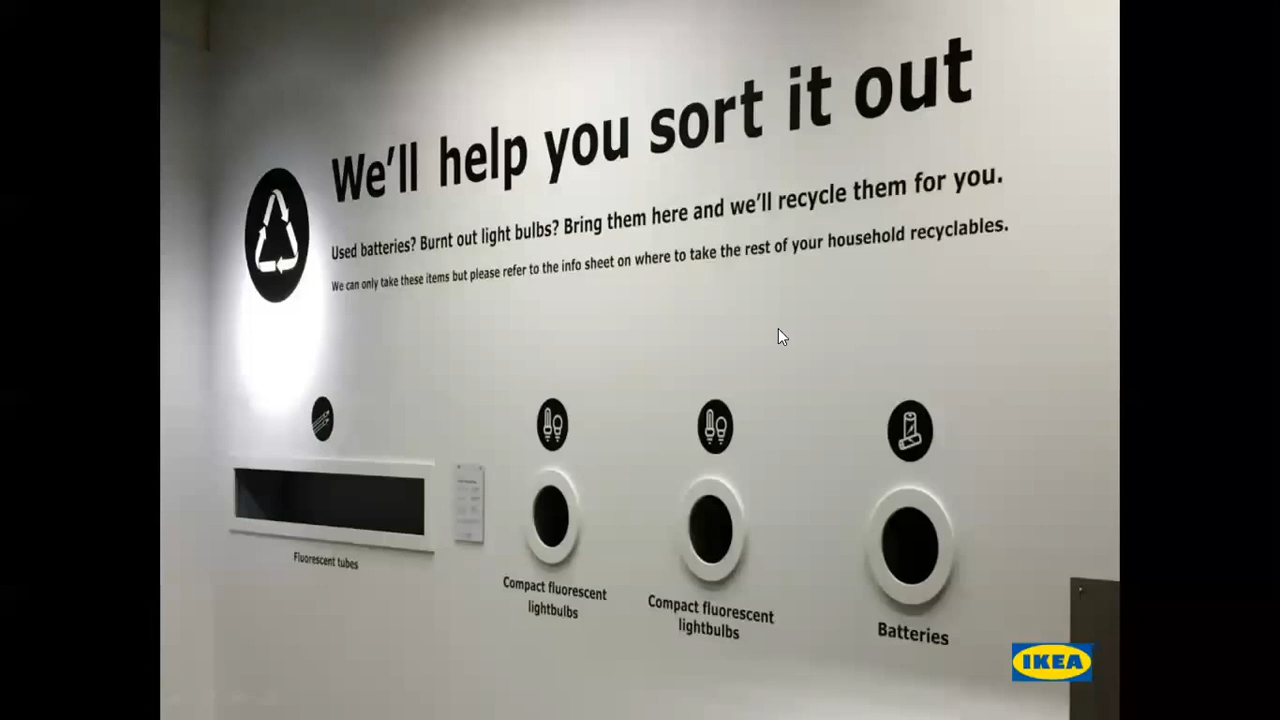 We'll help you sort it out
Used batteries? Burnt out light bulbs? Bring them here and we'll recycle them for you.
We can only take these items but please refer to the info sheet on where to take the rest of your household recyclables.
Fluorescent tubes
Compact fluorescent
lightbulbs
Compact fluorescent
lightbulbs
Batteries
IKEA